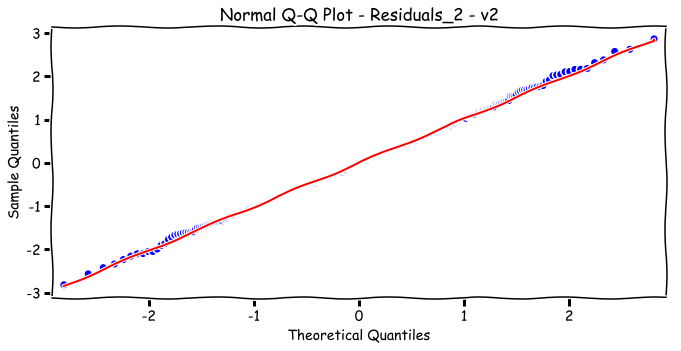 Normal Q-Q Plot - Residuals_2 - v2
3
2
1
0
-1
-2
-3
Sample Quantiles
-2 -1 0 1 2
Theoretical Quantiles